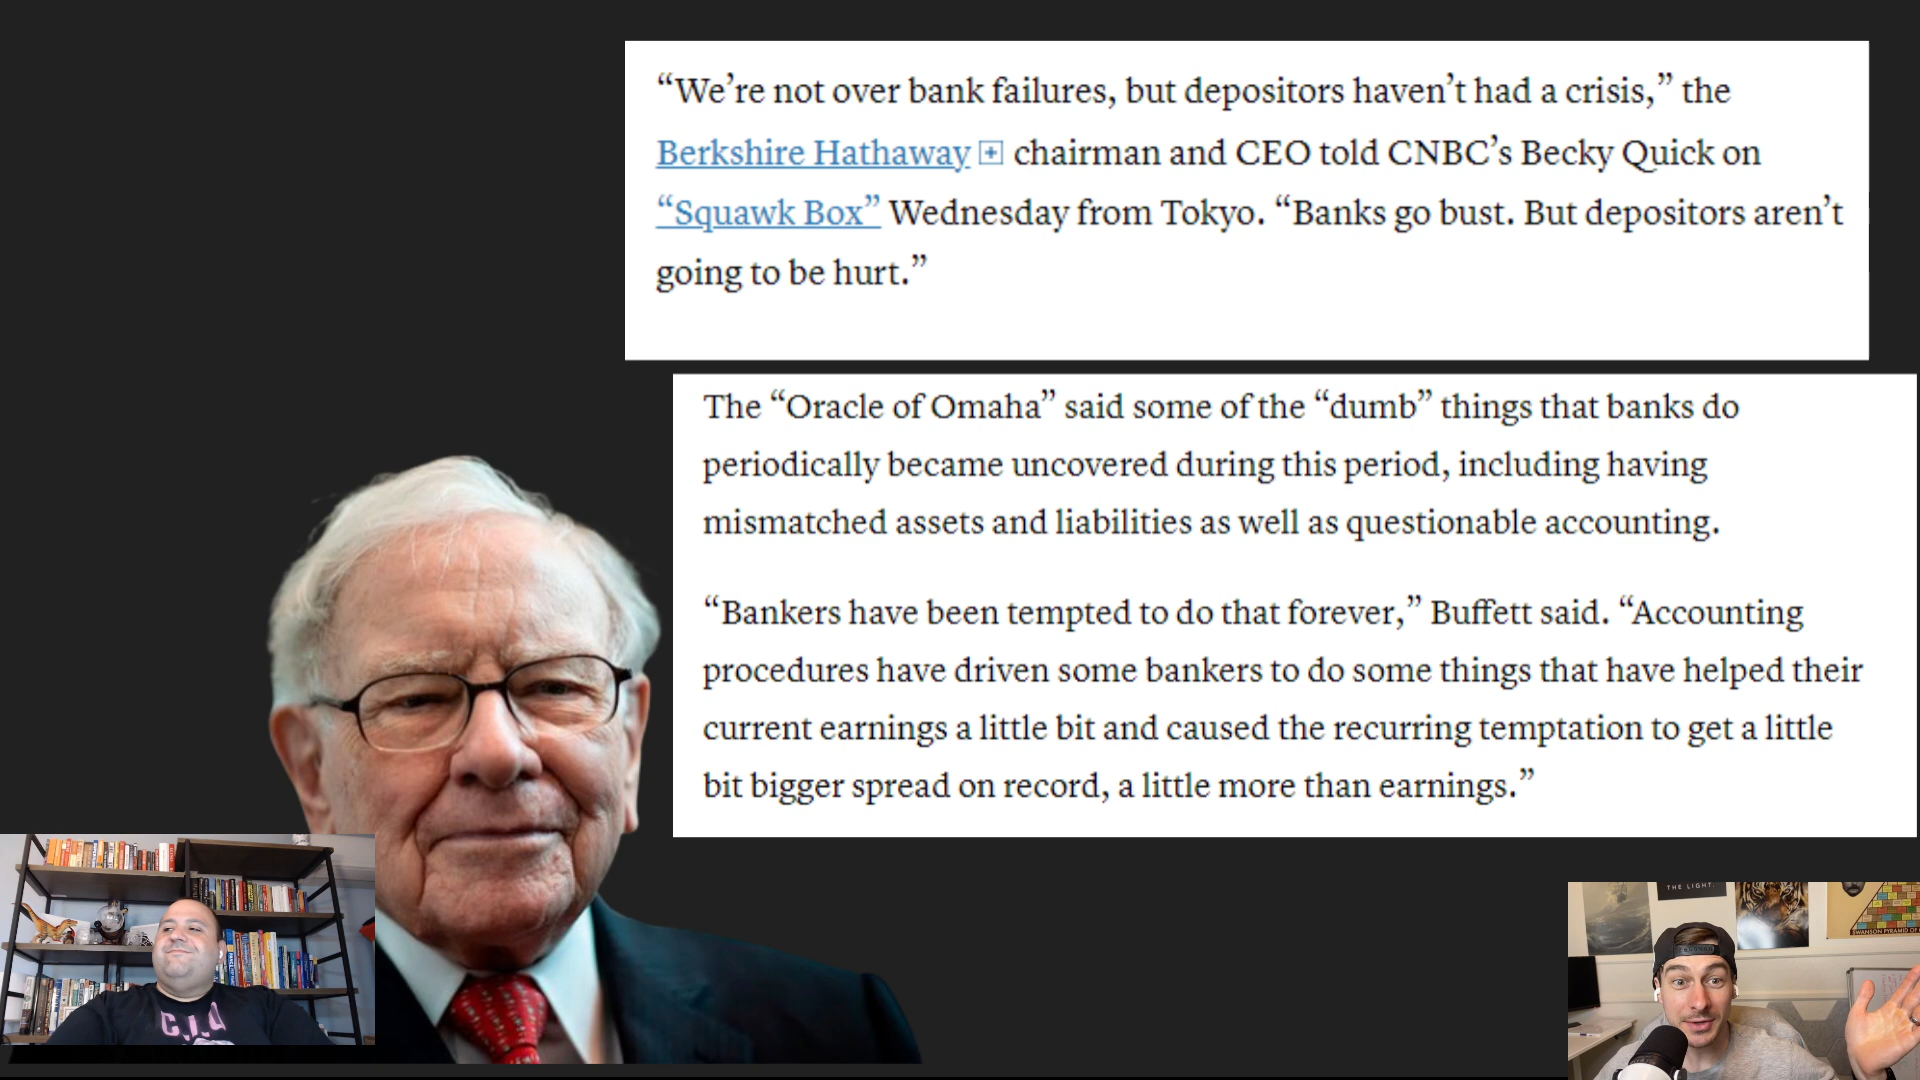 “We’re not over bank failures, but depositors haven’t had a crisis,” the
Berkshire Hathaway chairman and CEO told CNBC’s Becky Quick on
“Squawk Box” Wednesday from Tokyo. “Banks go bust. But depositors aren’t
going to be hurt.”
The “Oracle of Omaha” said some of the “dumb” things that banks do
periodically became uncovered during this period, including having
mismatched assets and liabilities as well as questionable accounting.
“Bankers have been tempted to do that forever,” Buffett said. “Accounting
procedures have driven some bankers to do some things that have helped their
current earnings a little bit and caused the recurring temptation to get a little
bit bigger spread on record, a little more than earnings.”
THE LIGHT.
SWANSON PYRAMID OF